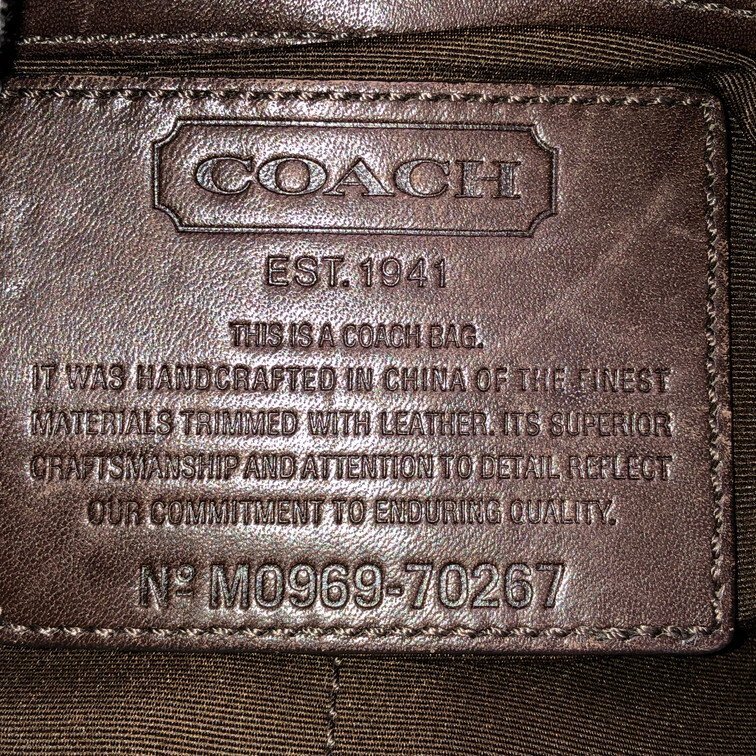 COACH
EST. 1941
THIS IS A COACH BAG.
IT WAS HANDCRAFTED IN CHINA OF THE FINEST
MATERIALS TRIMMED WITH LEATHER. ITS SUPERIOR
CRAFTSMANSHIP AND ATTENTION TO DETAIL REFLECT
OUR COMMITMENT TO ENDURING QUALITY.
Nº M0969-70267